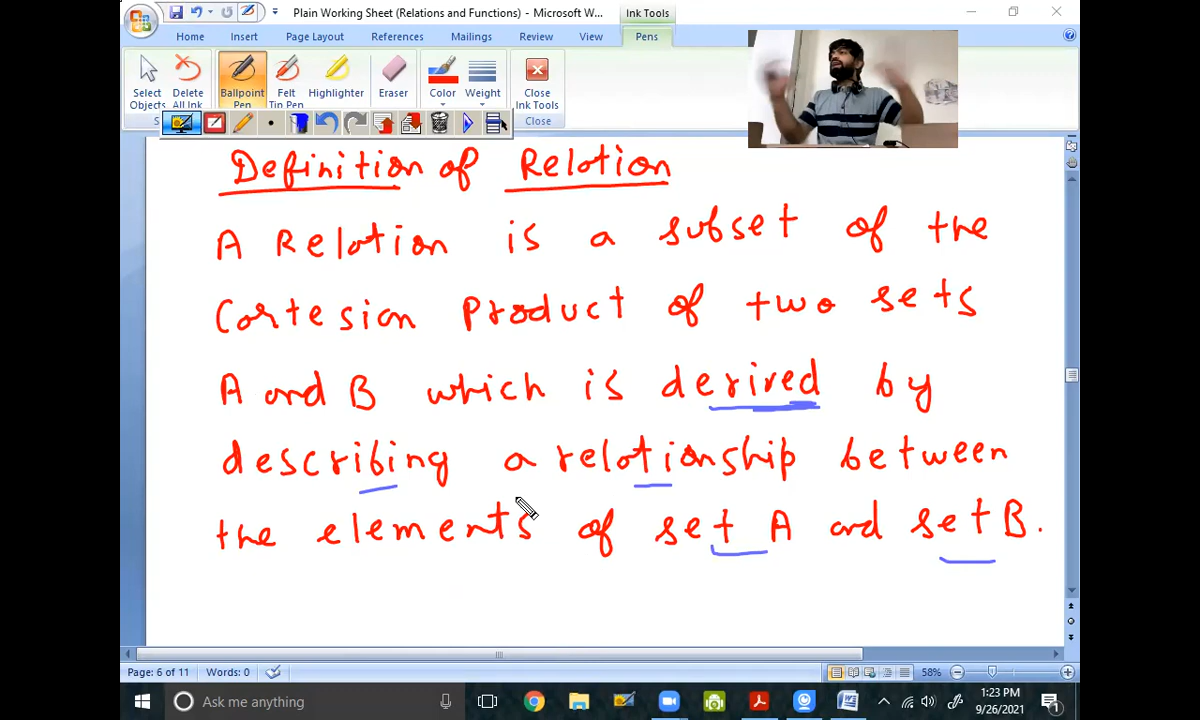 Plain Working Sheet (Relations and Functions) - Microsoft W...
Ink Tools
Home Insert Page Layout References Mailings Review View Pens
Select Objects
Delete All Ink
Ballpoint Pen
Felt Tip Pen
Highlighter
Eraser
Color
Weight
Close Ink Tools
Close
Definition of Relation
A Relation is a subset of the
Cartesian Product of two sets
A and B which is derived by
describing a relationship between
the elements of set A and set B.
Page: 6 of 11 Words: 0 58%
Ask me anything
1:23 PM
9/26/2021